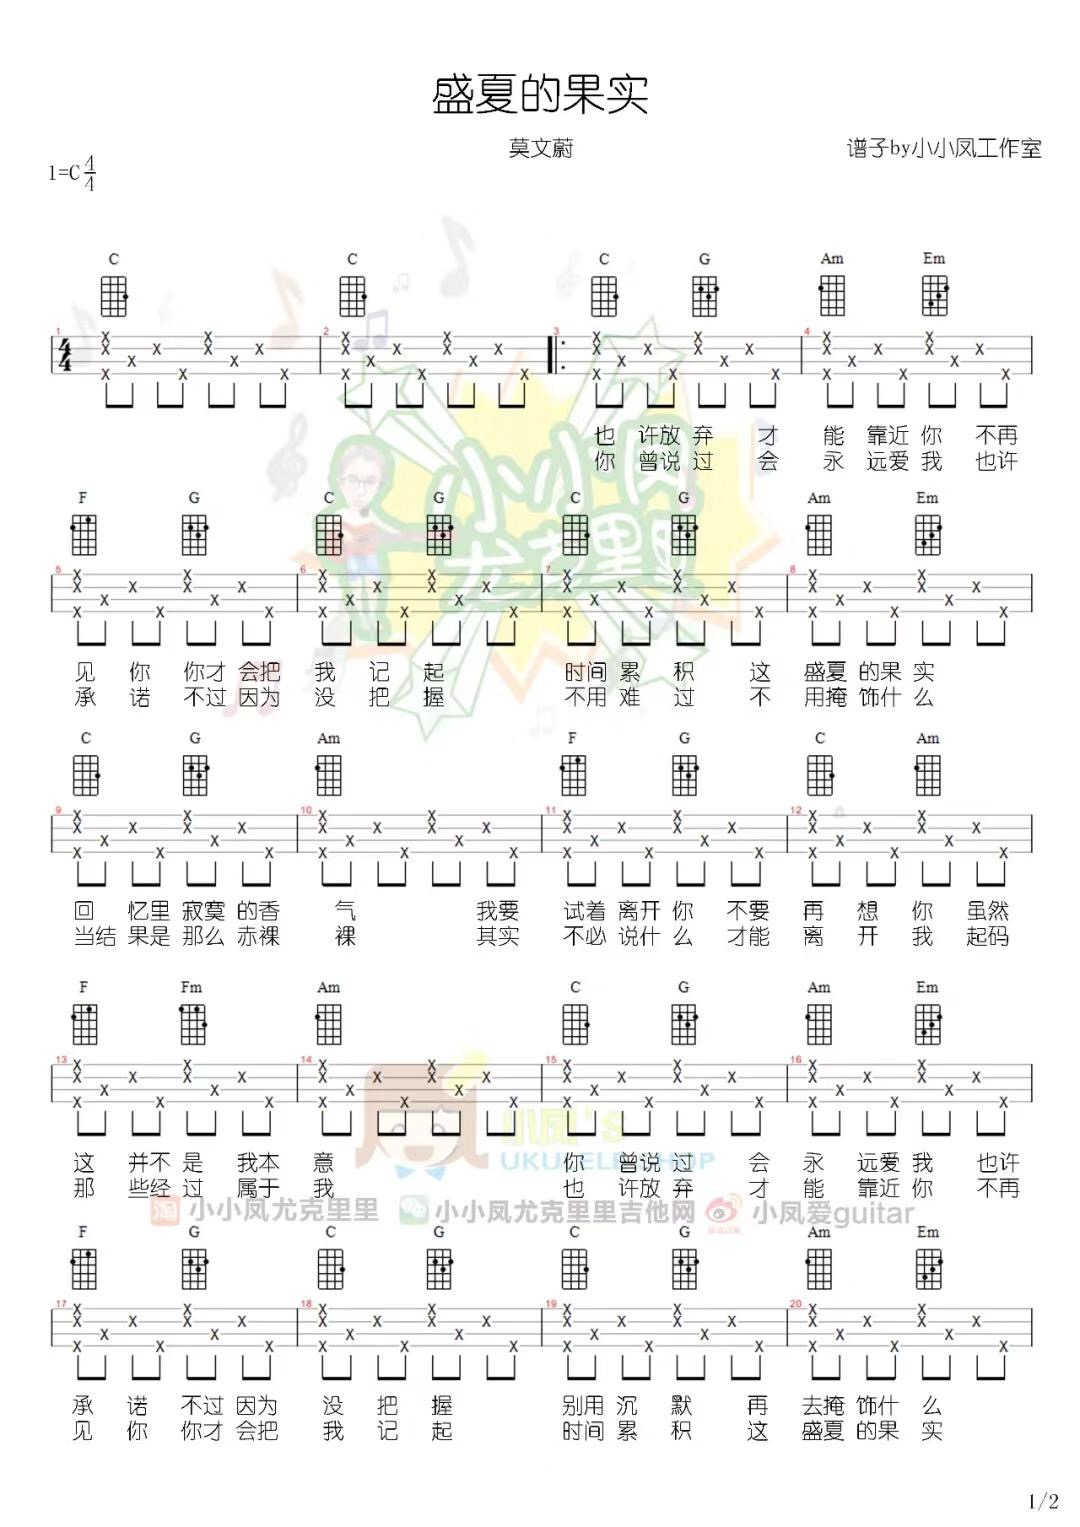 盛夏的果实
莫文蔚
谱子by小小凤工作室
1=C 4/4
C C C G Am Em
1 2 3 4
也 许放弃 才 能 靠近你 不再
你 曾说过 会 永 远爱我 也许
F G C G C G Am Em
5 6 7 8
见 你 你才会把 我 记 起 时间 累 积 这 盛夏的果 实
承 诺 不过因为 没 把 握 不用 难 过 不 用掩饰什么
C G Am F G C Am
9 10 11 12
回 忆里 寂寞 的香 气 我要 试着 离开 你 不要 再 想 你 虽然
当结 果是 那么 赤裸 裸 其实 不必 说什 么 才能 离 开 我 起码
F Fm Am C G Am Em
13 14 15 16
这 并不 是 我本 意 你 曾说过 会 永 远爱我 也许
那 些经 过 属于 我 也 许放弃 才 能 靠近你 不再
小小凤尤克里里
小凤's
UKULELE SHOP
小小凤尤克里里吉他网
小凤爱guitar
F G C G C G Am Em
17 18 19 20
承 诺 不过因为 没 把 握 别用 沉 默 再 去掩饰什么
见 你 你才会把 我 记 起 时间 累 积 这 盛夏的果 实
1/2